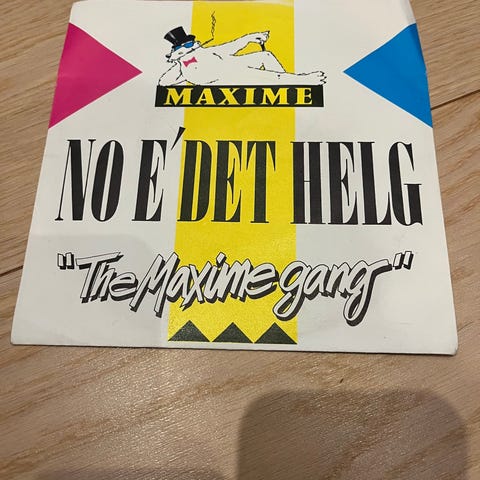 MAXIME
NO E´DET HELG
"The Maxime gang"